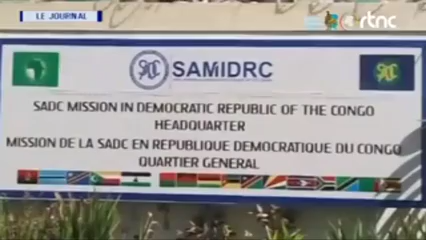 LE JOURNAL
rtnc
SADC
SAMIDRC
SADC MISSION IN DEMOCRATIC REPUBLIC OF THE CONGO
HEADQUARTER
MISSION DE LA SADC EN REPUBLIQUE DEMOCRATIQUE DU CONGO
QUARTIER GENERAL